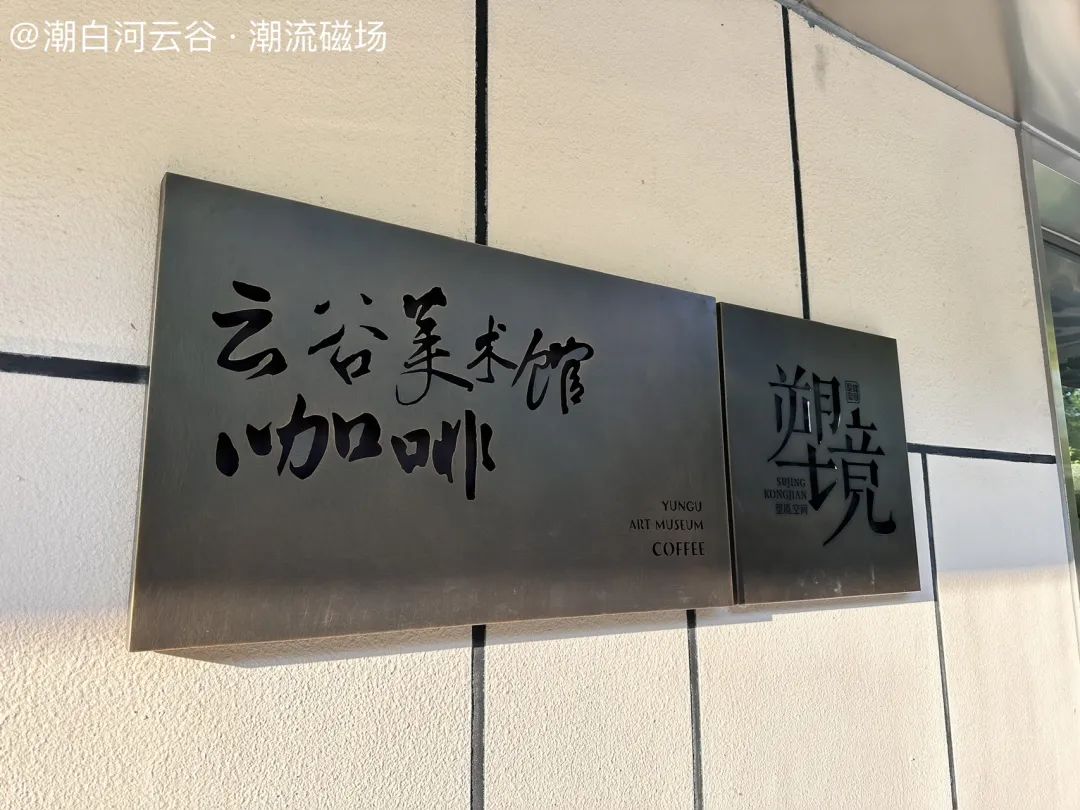 @潮白河云谷·潮流磁场
云谷美术馆
咖啡
YUNGU
ART MUSEUM
COFFEE
塑境
SUJING
KONGJIAN
塑境空间